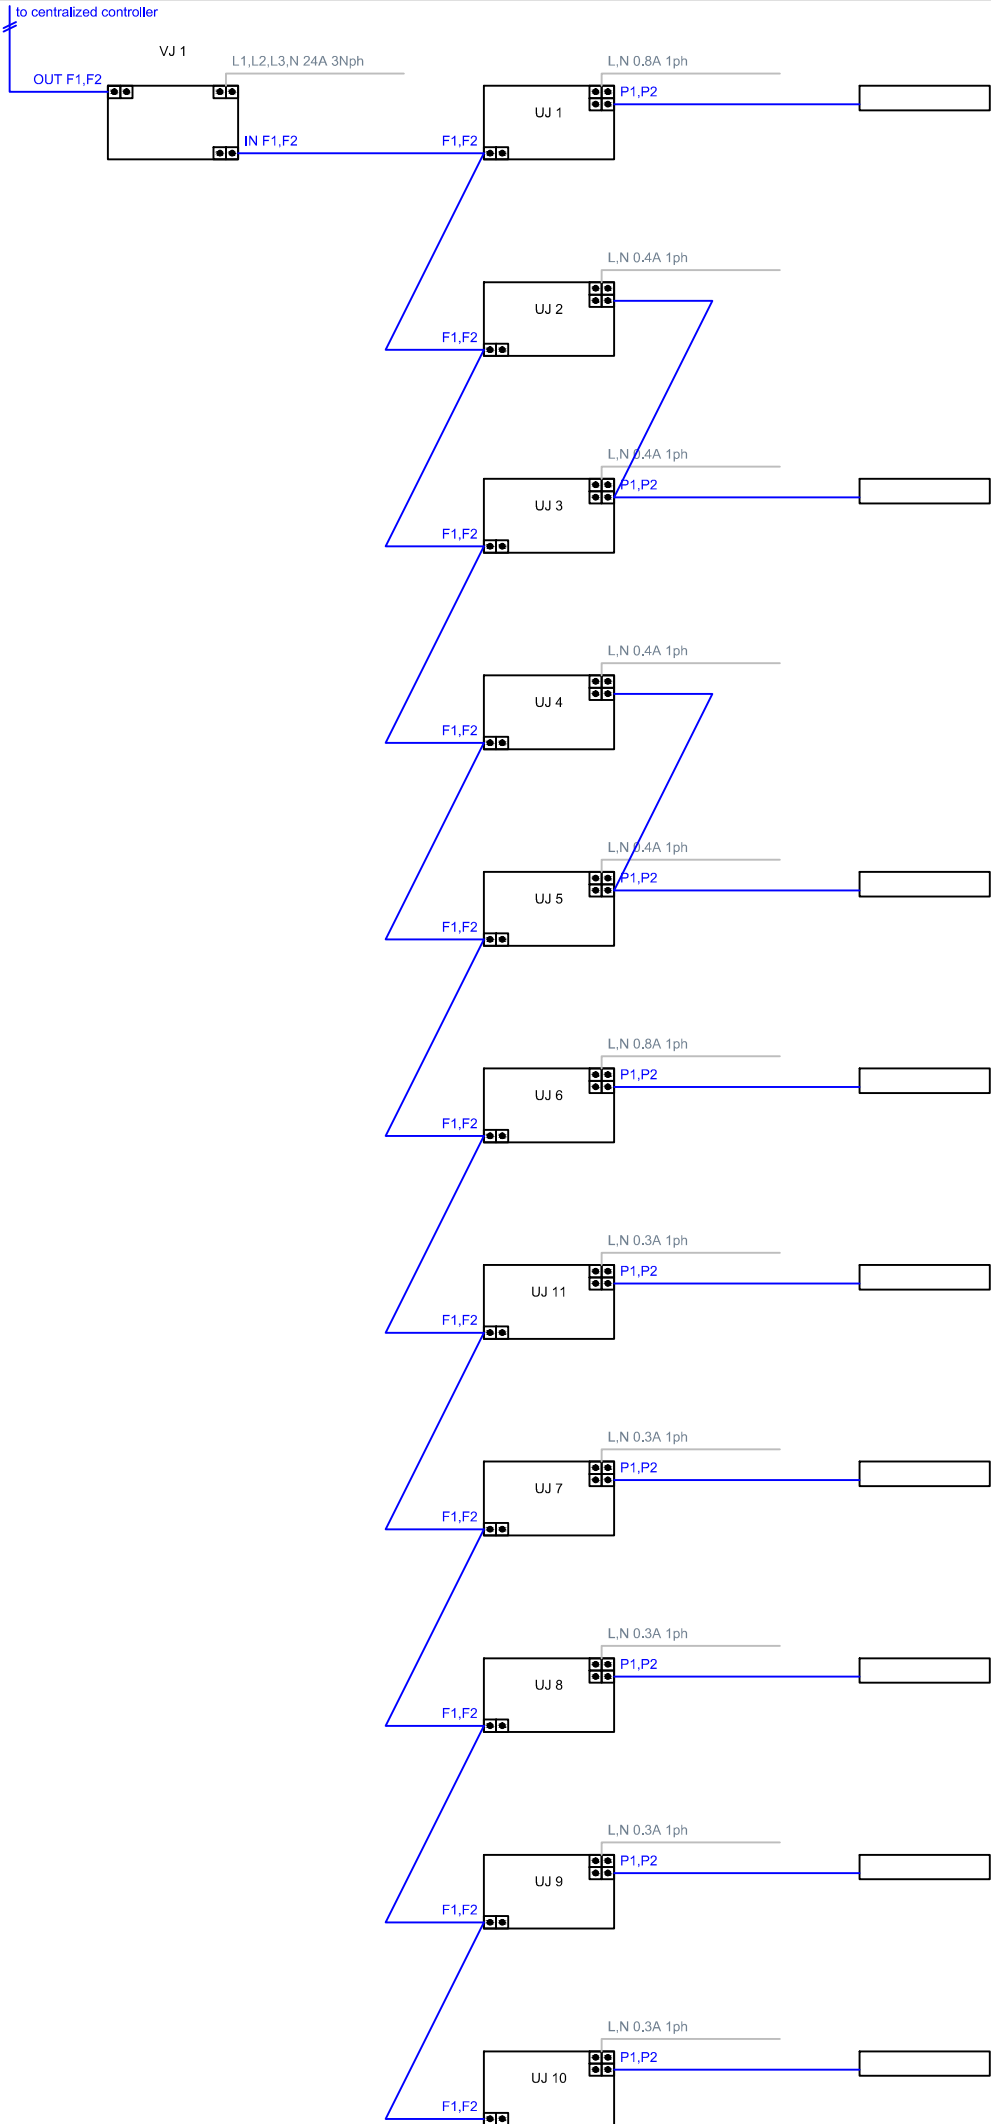 to centralized controller
VJ 1
L1,L2,L3,N 24A 3Nph
L,N 0.8A 1ph
OUT F1,F2
P1,P2
UJ 1
IN F1,F2
F1,F2
L,N 0.4A 1ph
UJ 2
F1,F2
L,N 0.4A 1ph
P1,P2
UJ 3
F1,F2
L,N 0.4A 1ph
UJ 4
F1,F2
L,N 0.4A 1ph
P1,P2
UJ 5
F1,F2
L,N 0.8A 1ph
P1,P2
UJ 6
F1,F2
L,N 0.3A 1ph
P1,P2
UJ 11
F1,F2
L,N 0.3A 1ph
P1,P2
UJ 7
F1,F2
L,N 0.3A 1ph
P1,P2
UJ 8
F1,F2
L,N 0.3A 1ph
P1,P2
UJ 9
F1,F2
L,N 0.3A 1ph
P1,P2
UJ 10
F1,F2